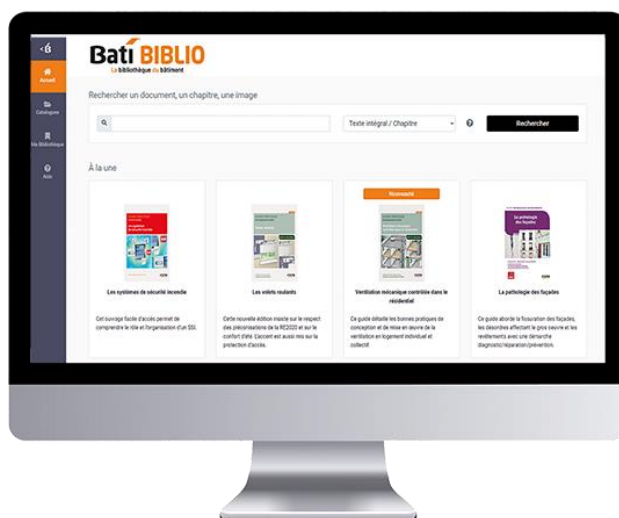 ‹B́
Accueil
Catalogues
Ma Bibliothèque
Aide
Bati BIBLIO
La bibliothèque du bâtiment
Rechercher un document, un chapitre, une image
Texte intégral / Chapitre
Rechercher
À la une
Nouveauté
La pathologie
des façades
Les systèmes de sécurité incendie
Les volets roulants
Ventilation mécanique contrôlée dans le
résidentiel
La pathologie des façades
Cet ouvrage facile d'accès permet de
comprendre le rôle et l'organisation d'un SSI.
Cette nouvelle édition insiste sur le respect
des préconisations de la RE2020 et sur le
confort d'été. L'accent est aussi mis sur la
protection d'accès.
Ce guide détaille les bonnes pratiques de
conception et de mise en œuvre de la
ventilation en logement individuel et
collectif.
Ce guide aborde la fissuration des façades,
les désordres affectant le gros oeuvre et les
revêtements avec une démarche
diagnostic/réparation/prévention.